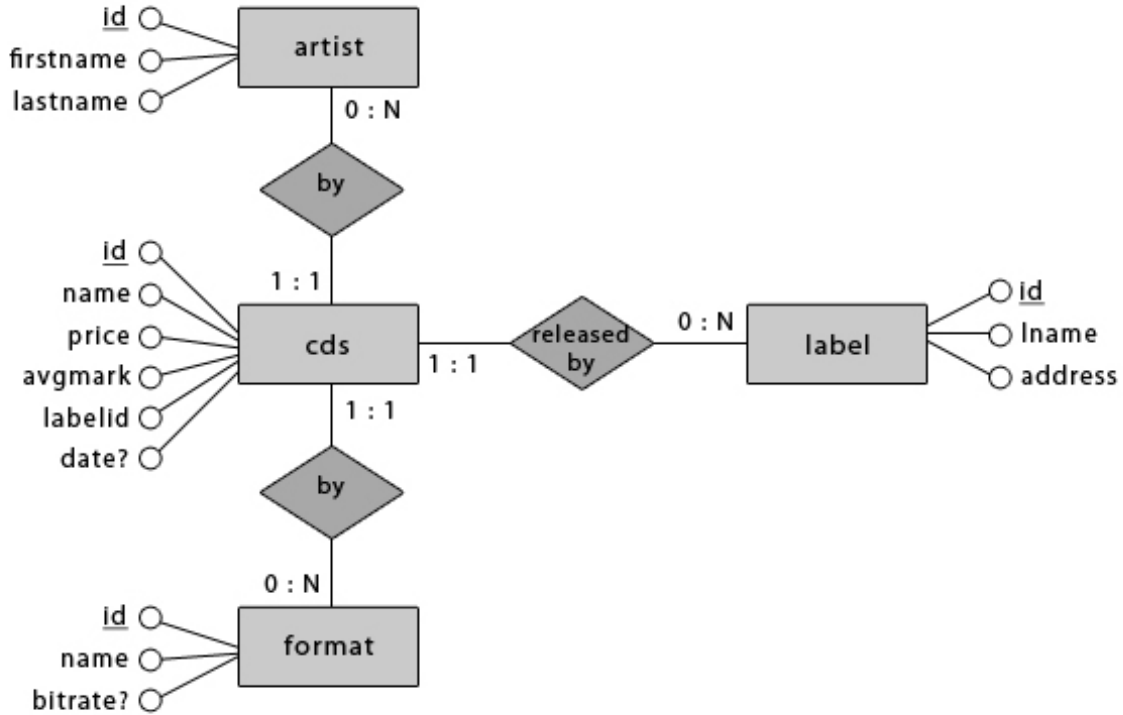 id
firstname
lastname
artist
0 : N
by
1 : 1
id
name
price
avgmark
labelid
date?
cds
1 : 1
released
by
0 : N
label
id
lname
address
1 : 1
by
0 : N
id
name
bitrate?
format